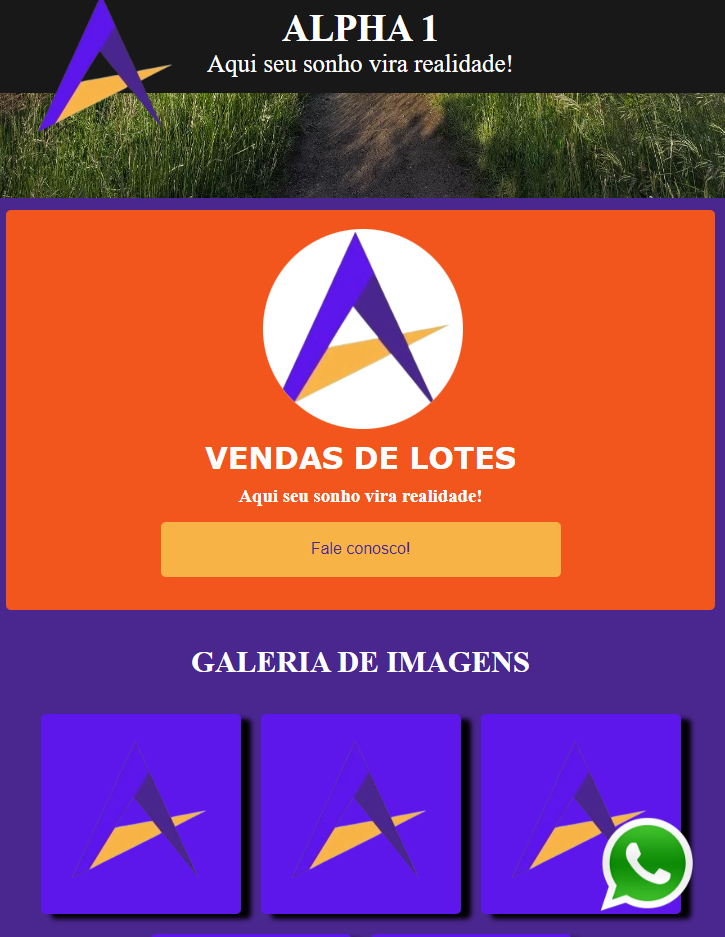 ALPHA 1
Aqui seu sonho vira realidade!
VENDAS DE LOTES
Aqui seu sonho vira realidade!
Fale conosco!
GALERIA DE IMAGENS